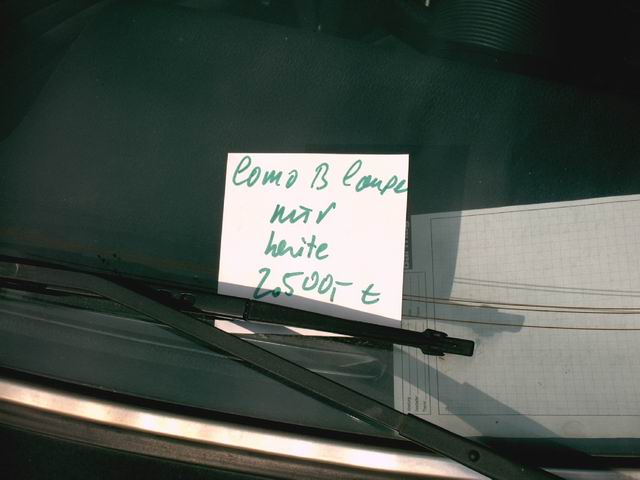 Como B Coupe
nur
heute
2.500,- €